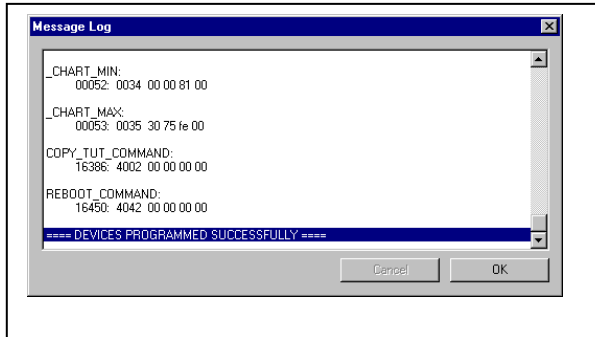 Message Log
_CHART_MIN:
00052: 0034 00 00 81 00
_CHART_MAX:
00053: 0035 30 75 fe 00
COPY_TUT_COMMAND:
16386: 4002 00 00 00 00
REBOOT_COMMAND:
16450: 4042 00 00 00 00
==== DEVICES PROGRAMMED SUCCESSFULLY ====
Cancel OK